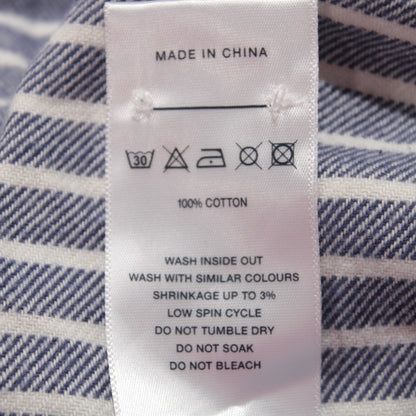 MADE IN CHINA
30
100% COTTON
WASH INSIDE OUT
WASH WITH SIMILAR COLOURS
SHRINKAGE UP TO 3%
LOW SPIN CYCLE
DO NOT TUMBLE DRY
DO NOT SOAK
DO NOT BLEACH